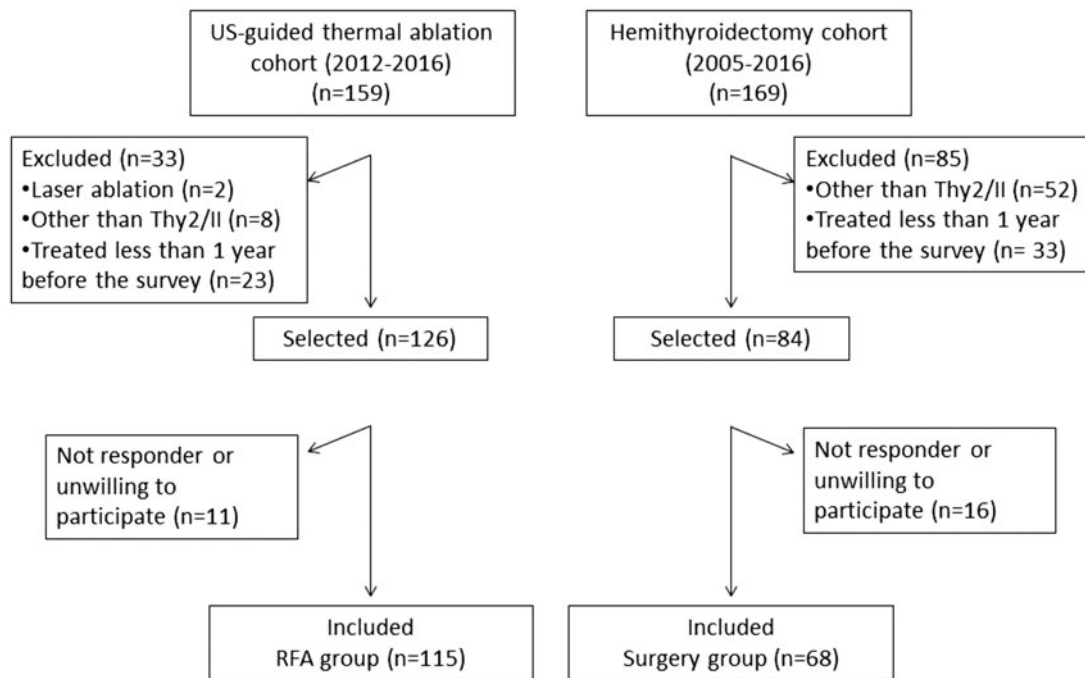 US-guided thermal ablation
cohort (2012-2016)
(n=159)
Hemithyroidectomy cohort
(2005-2016)
(n=169)
Excluded (n=33)
•Laser ablation (n=2)
•Other than Thy2/II (n=8)
•Treated less than 1 year
before the survey (n=23)
Excluded (n=85)
•Other than Thy2/II (n=52)
•Treated less than 1 year
before the survey (n= 33)
Selected (n=126)
Selected (n=84)
Not responder or
unwilling to
participate (n=11)
Not responder or
unwilling to
participate (n=16)
Included
RFA group (n=115)
Included
Surgery group (n=68)